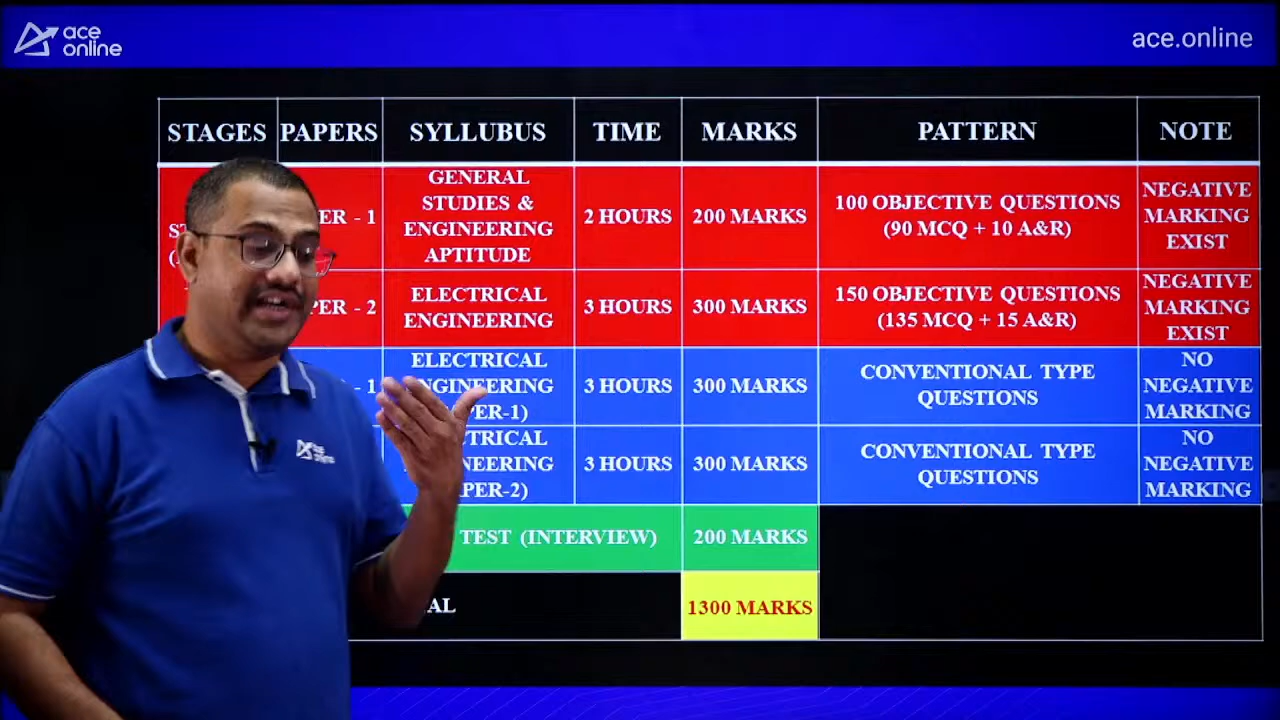 ace
online
ace.online
STAGES PAPERS SYLLUBUS TIME MARKS PATTERN NOTE
GENERAL
STUDIES &
ENGINEERING
APTITUDE
2 HOURS
200 MARKS
100 OBJECTIVE QUESTIONS
(90 MCQ + 10 A&R)
NEGATIVE
MARKING
EXIST
- 2
ELECTRICAL
ENGINEERING
3 HOURS
300 MARKS
150 OBJECTIVE QUESTIONS
(135 MCQ + 15 A&R)
NEGATIVE
MARKING
EXIST
- 1
ELECTRICAL
3 HOURS
300 MARKS
CONVENTIONAL TYPE
QUESTIONS
NO
NEGATIVE
MARKING
3 HOURS
300 MARKS
CONVENTIONAL TYPE
QUESTIONS
NO
NEGATIVE
MARKING
TEST (INTERVIEW)
200 MARKS
1300 MARKS
ace
online